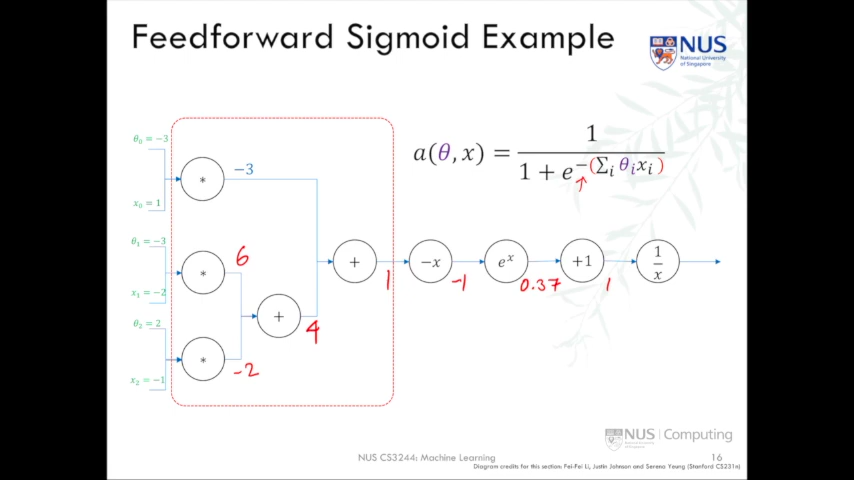 Feedforward Sigmoid Example
NUS
National University
of Singapore
a(θ, x) = 1 / (1 + e^−(∑ᵢ θᵢxᵢ))
θ₀ = −3
* −3
x₀ = 1
θ₁ = −3
* 6
x₁ = −2
θ₂ = 2
* -2
x₂ = −1
+ 4
+ 1
−x -1
eˣ 0.37
+1 1
1/x
NUS Computing
NUS CS3244: Machine Learning
16
Diagram credits for this section: Fei-Fei Li, Justin Johnson and Serena Yeung (Stanford CS231n)